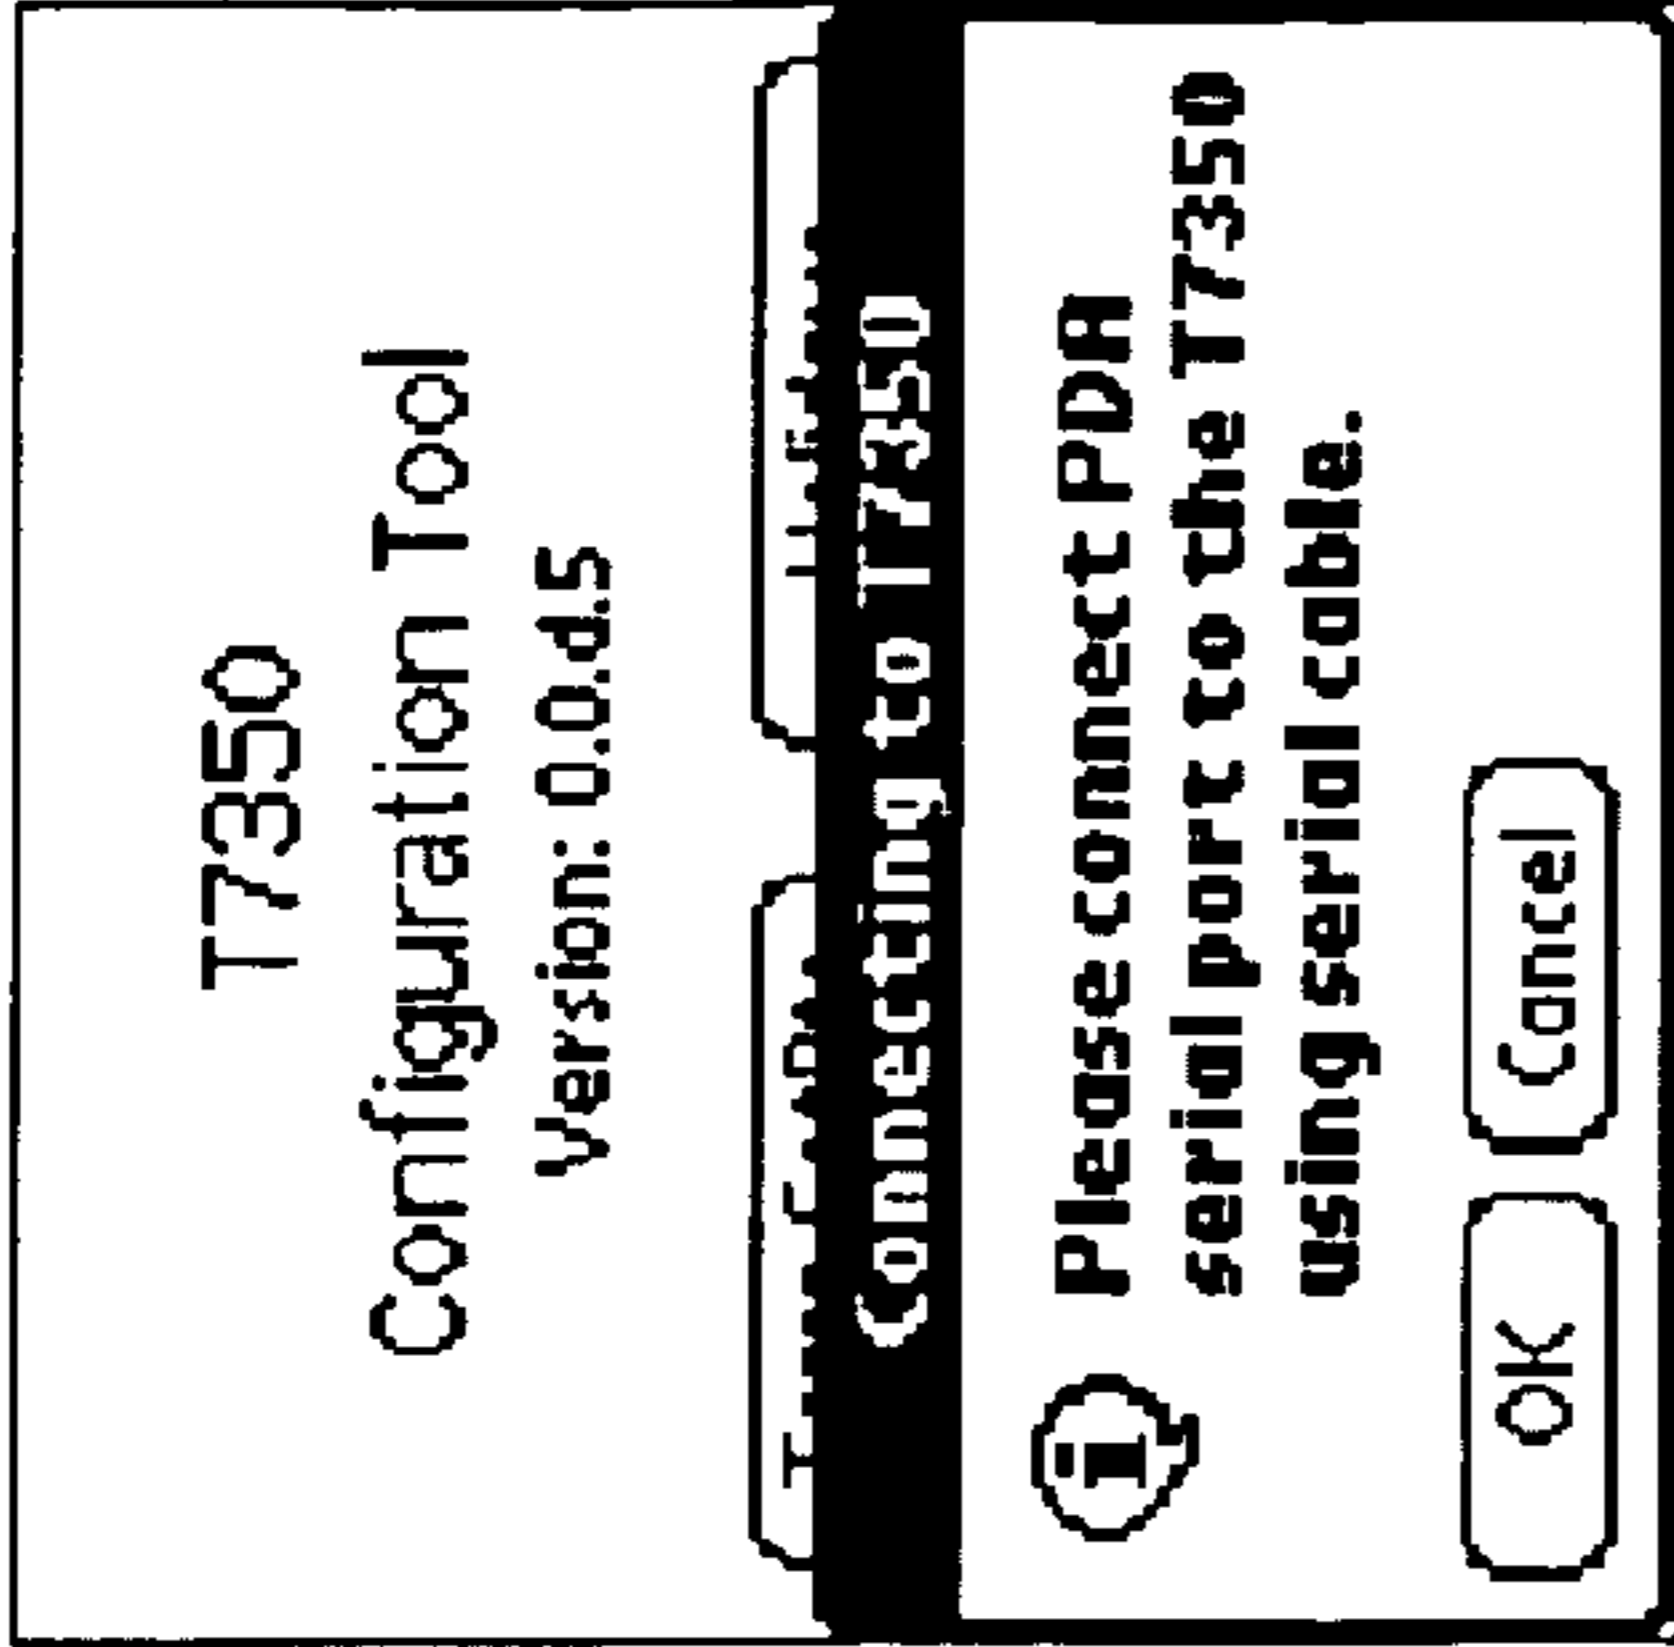 T7350
Configuration Tool
Version: 0.0.d.5
Connecting to T7350
Please connect PDA
serial port to the T7350
using serial cable.
OK
Cancel